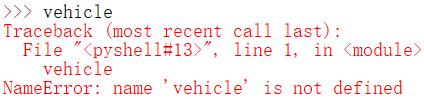 >>> vehicle
Traceback (most recent call last):
  File "<pyshell#13>", line 1, in <module>
    vehicle
NameError: name 'vehicle' is not defined